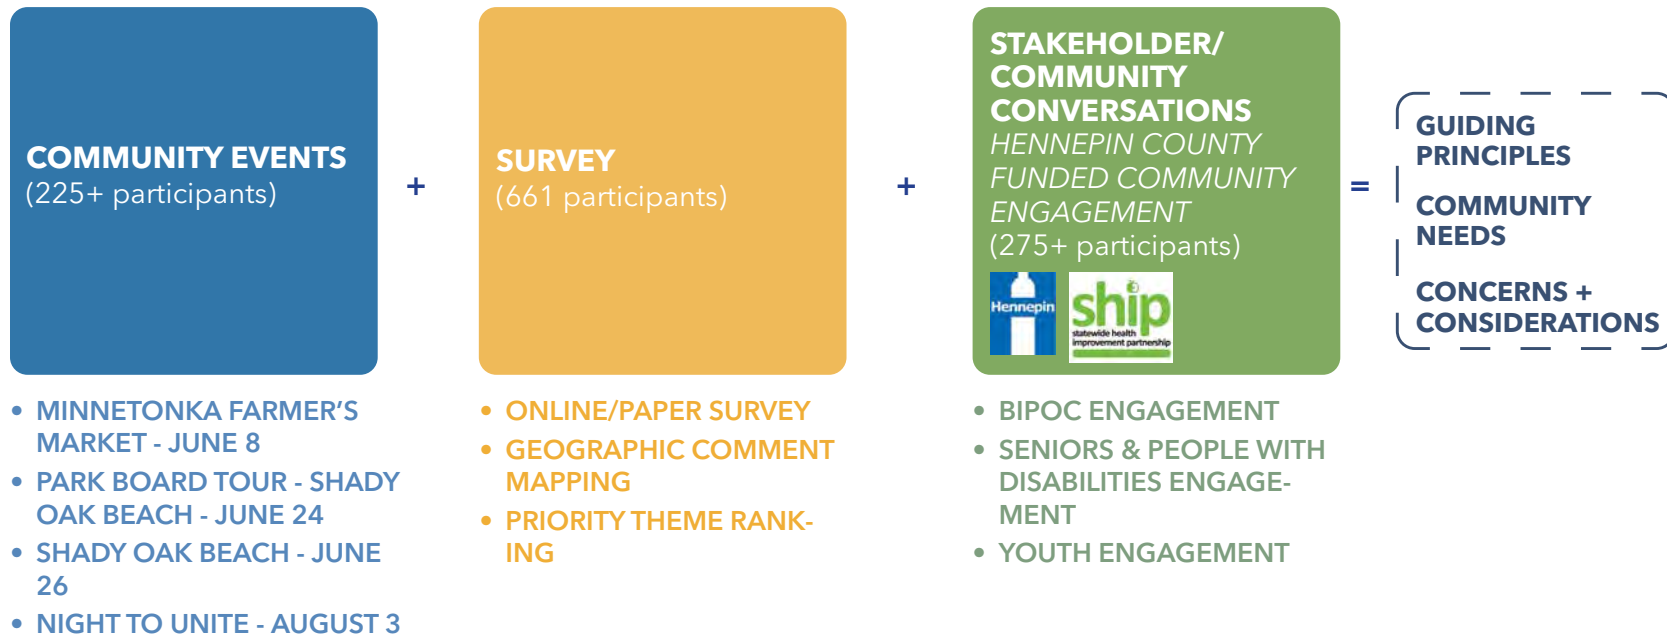 COMMUNITY EVENTS
(225+ participants)
+
SURVEY
(661 participants)
+
STAKEHOLDER/
COMMUNITY
CONVERSATIONS
HENNEPIN COUNTY
FUNDED COMMUNITY
ENGAGEMENT
(275+ participants)
Hennepin
ship
statewide health
improvement partnership
=
GUIDING
PRINCIPLES
COMMUNITY
NEEDS
CONCERNS +
CONSIDERATIONS
• MINNETONKA FARMER'S
MARKET - JUNE 8
• PARK BOARD TOUR - SHADY
OAK BEACH - JUNE 24
• SHADY OAK BEACH - JUNE
26
• NIGHT TO UNITE - AUGUST 3
• ONLINE/PAPER SURVEY
• GEOGRAPHIC COMMENT
MAPPING
• PRIORITY THEME RANK-
ING
• BIPOC ENGAGEMENT
• SENIORS & PEOPLE WITH
DISABILITIES ENGAGE-
MENT
• YOUTH ENGAGEMENT